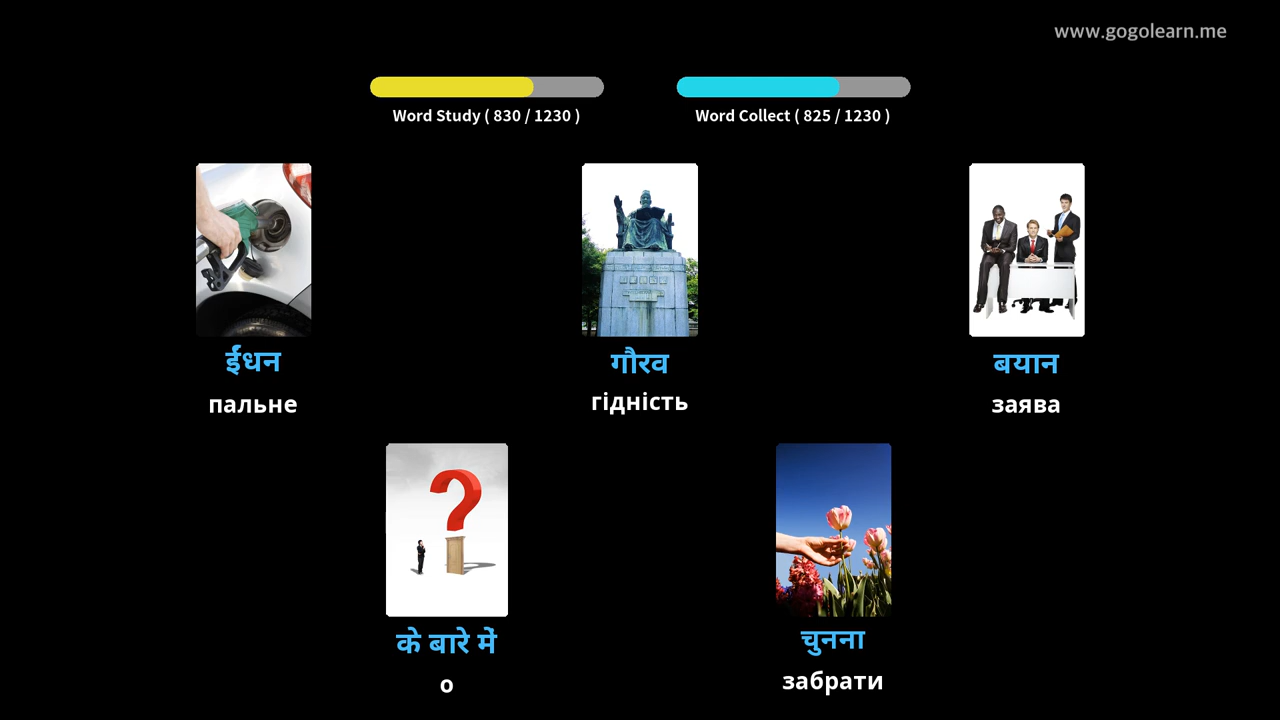 www.gogolearn.me
Word Study ( 830 / 1230 )
Word Collect ( 825 / 1230 )
ईंधन
गौरव
बयान
пальне
гідність
заява
के बारे में
चुनना
о
забрати